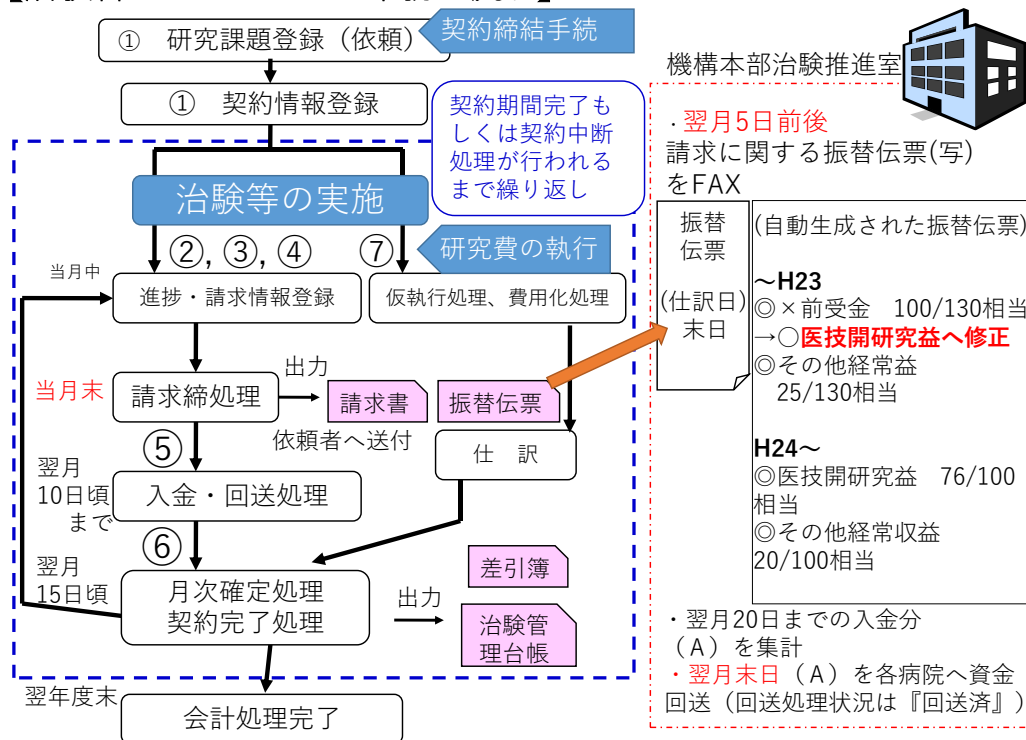 ① 研究課題登録（依頼）
契約締結手続
① 契約情報登録
契約期間完了も
しくは契約中断
処理が行われる
まで繰り返し
治験等の実施
②, ③, ④
⑦
研究費の執行
当月中
進捗・請求情報登録
仮執行処理、費用化処理
当月末
請求締処理
出力
請求書
振替伝票
依頼者へ送付
仕 訳
⑤
翌月
10日頃
まで
入金・回送処理
⑥
翌月
15日頃
月次確定処理
契約完了処理
出力
差引簿
治験管
理台帳
翌年度末
会計処理完了
機構本部治験推進室
・翌月5日前後
請求に関する振替伝票(写)
をFAX
振替
伝票
(仕訳日)
末日
(自動生成された振替伝票)
～H23
◎×前受金 100/130相当
→○医技開研究益へ修正
◎その他経常益
25/130相当
H24～
◎医技開研究益 76/100
相当
◎その他経常収益
20/100相当
・翌月20日までの入金分
（A）を集計
・翌月末日（A）を各病院へ資金
回送（回送処理状況は『回送済』）